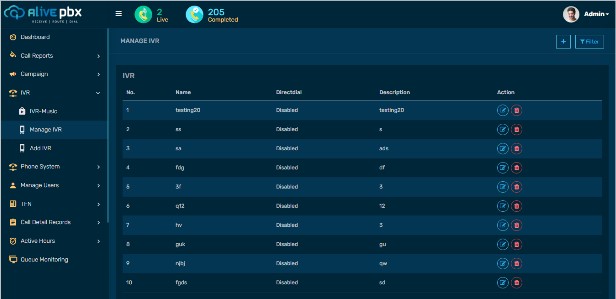 ALIVE pbx
2
Live
205
Completed
Admin
Dashboard
Call Reports
Campaign
IVR
IVR-Music
Manage IVR
Add IVR
Phone System
Manage Users
TFN
Call Detail Records
Active Hours
Queue Monitoring
MANAGE IVR
+
Filter
IVR
No. Name Directdial Description Action
1 testing20 Disabled testing20
2 ss Disabled s
3 sa Disabled ads
4 fdg Disabled df
5 3f Disabled 3
6 q12 Disabled 12
7 hv Disabled 3
8 guk Disabled gu
9 njbj Disabled qw
10 fgds Disabled sd